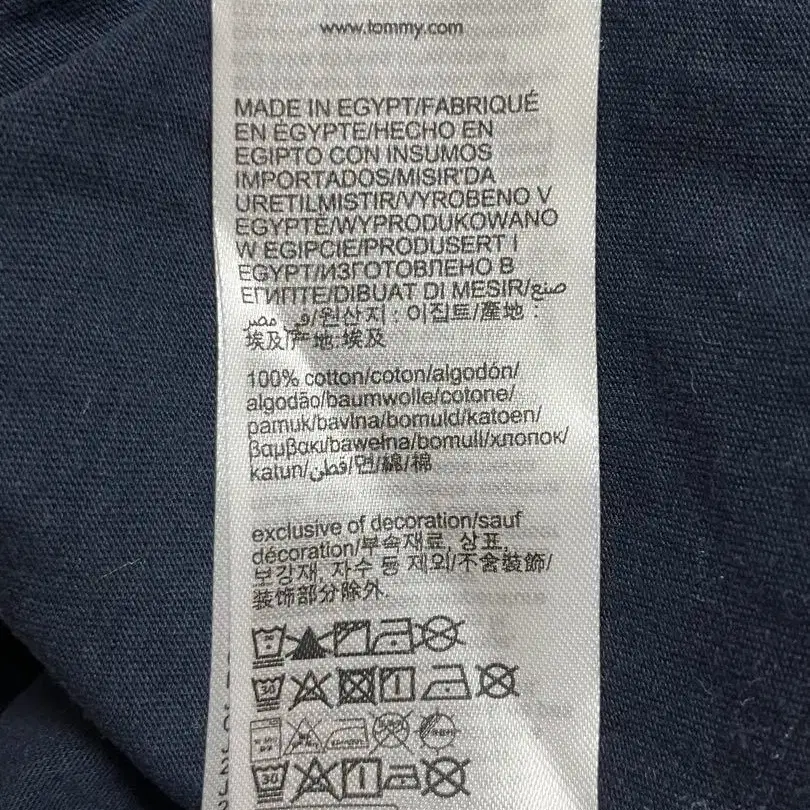 www.tommy.com
MADE IN EGYPT/FABRIQUÉ
EN ÉGYPTE/HECHO EN
EGIPTO CON INSUMOS
IMPORTADOS/MISIR'DA
URETILMISTIR/VYROBENO V
EGYPTĚ/WYPRODUKOWANO
W EGIPCIE/PRODUSERT I
EGYPT/ИЗГОТОВЛЕНО В
ЕГИПТЕ/DIBUAT DI MESIR/صنع
في مصر/원산지 : 이집트/產地 :
埃及/产地:埃及
100% cotton/coton/algodón/
algodão/baumwolle/cotone/
pamuk/bavlna/bomuld/katoen/
βαμβακι/bawełna/bomull/хлопок/
katun/قطن/면/綿/棉
exclusive of decoration/sauf
décoration/부속재료, 상표,
보강재, 자수 등 제외/不含裝飾/
装饰部分除外.
30
30